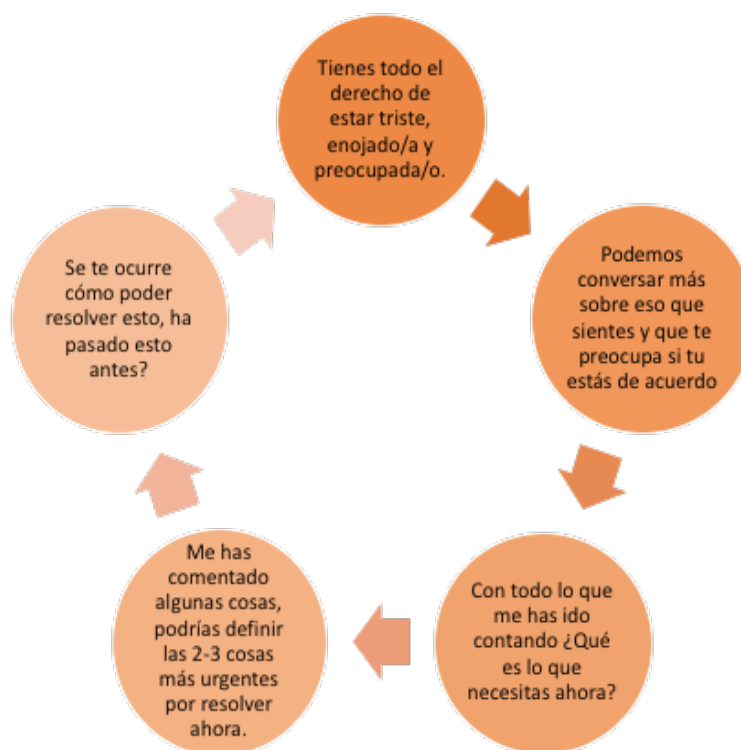 Tienes todo el
derecho de
estar triste,
enojado/a y
preocupada/o.
Podemos
conversar más
sobre eso que
sientes y que te
preocupa si tu
estás de acuerdo
Con todo lo que
me has ido
contando ¿Qué
es lo que
necesitas ahora?
Me has
comentado
algunas cosas,
podrías definir
las 2-3 cosas
más urgentes
por resolver
ahora.
Se te ocurre
cómo poder
resolver esto, ha
pasado esto
antes?